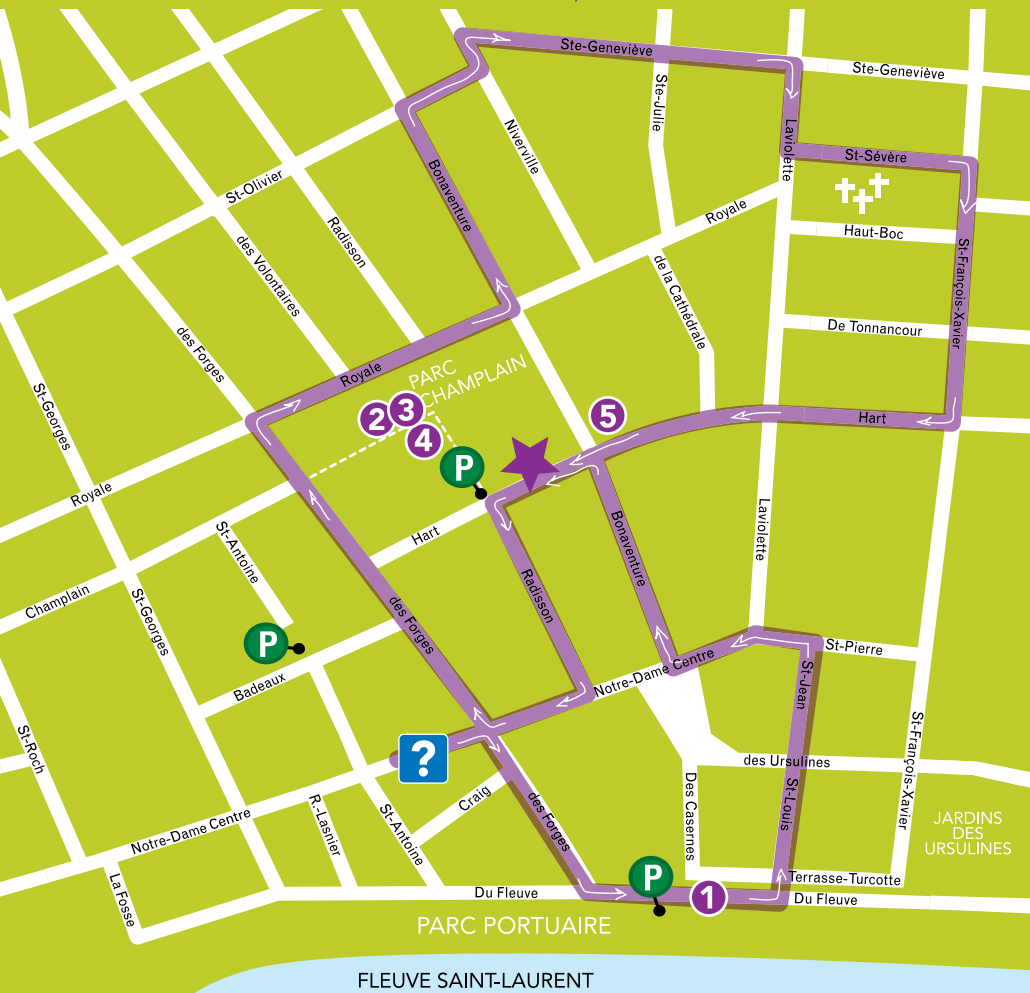 Ste-Geneviève
Ste-Geneviève
Ste-Julie
Niverville
Laviolette
St-Sévère
Bonaventure
St-Olivier
Radisson
Royale
Haut-Boc
des Volontaires
de la Cathédrale
St-François-Xavier
De Tonnancour
des Forges
Royale
PARC
CHAMPLAIN
St-Georges
2
3
4
5
Hart
P
Royale
Hart
Laviolette
St-Antoine
Bonaventure
Radisson
Champlain
St-Georges
des Forges
P
Badeaux
Notre-Dame Centre
St-Pierre
St-Jean
St-Roch
?
des Ursulines
St-François-Xavier
Craig
Des Casernes
St-Louis
Notre-Dame Centre
R.-Lasnier
St-Antoine
des Forges
JARDINS
DES
URSULINES
La Fosse
Du Fleuve
P
1
Terrasse-Turcotte
Du Fleuve
PARC PORTUAIRE
FLEUVE SAINT-LAURENT